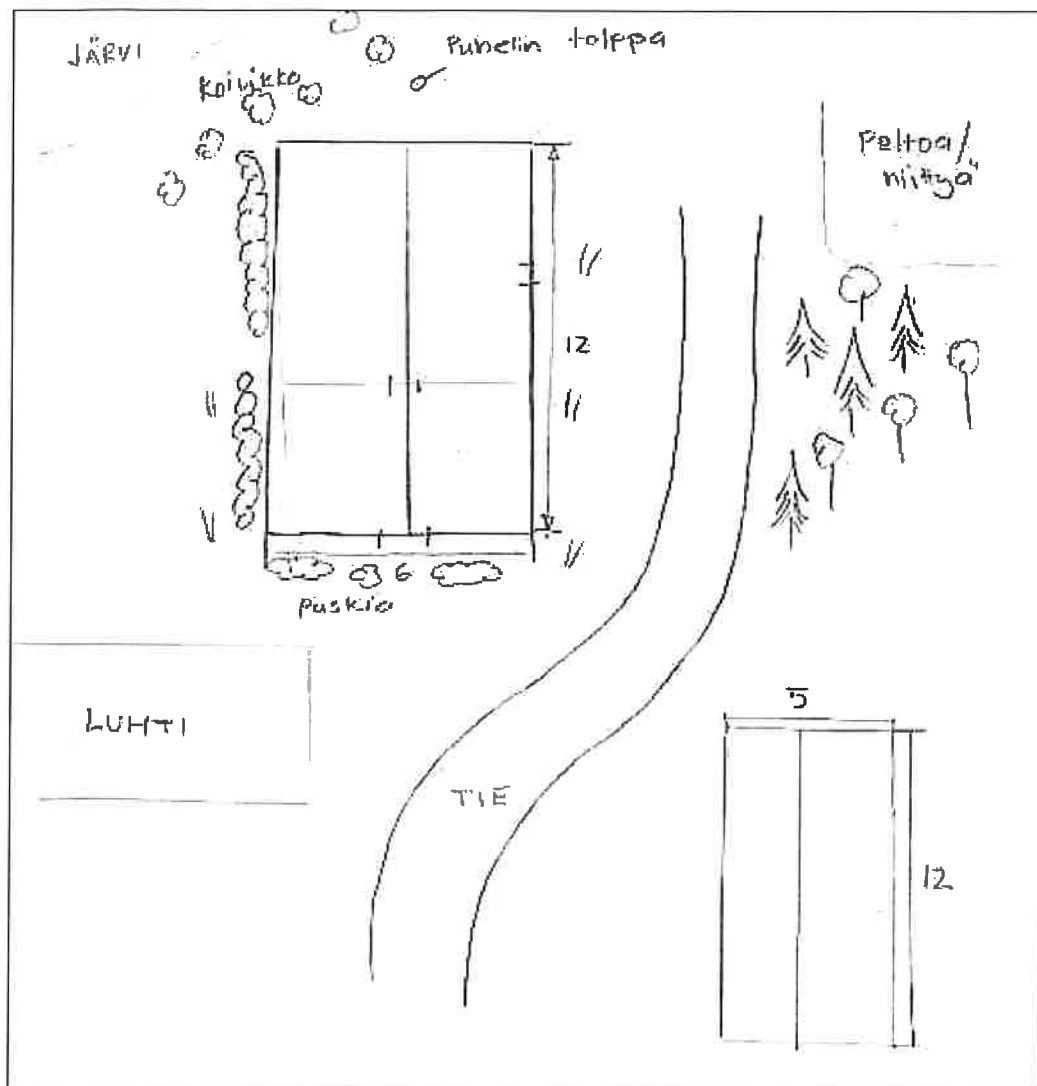 JÄRVI
Puhelin tolppa
Koivikko
Peltoa/
niittyä
12
6
puskia
LUHTI
TIE
5
12